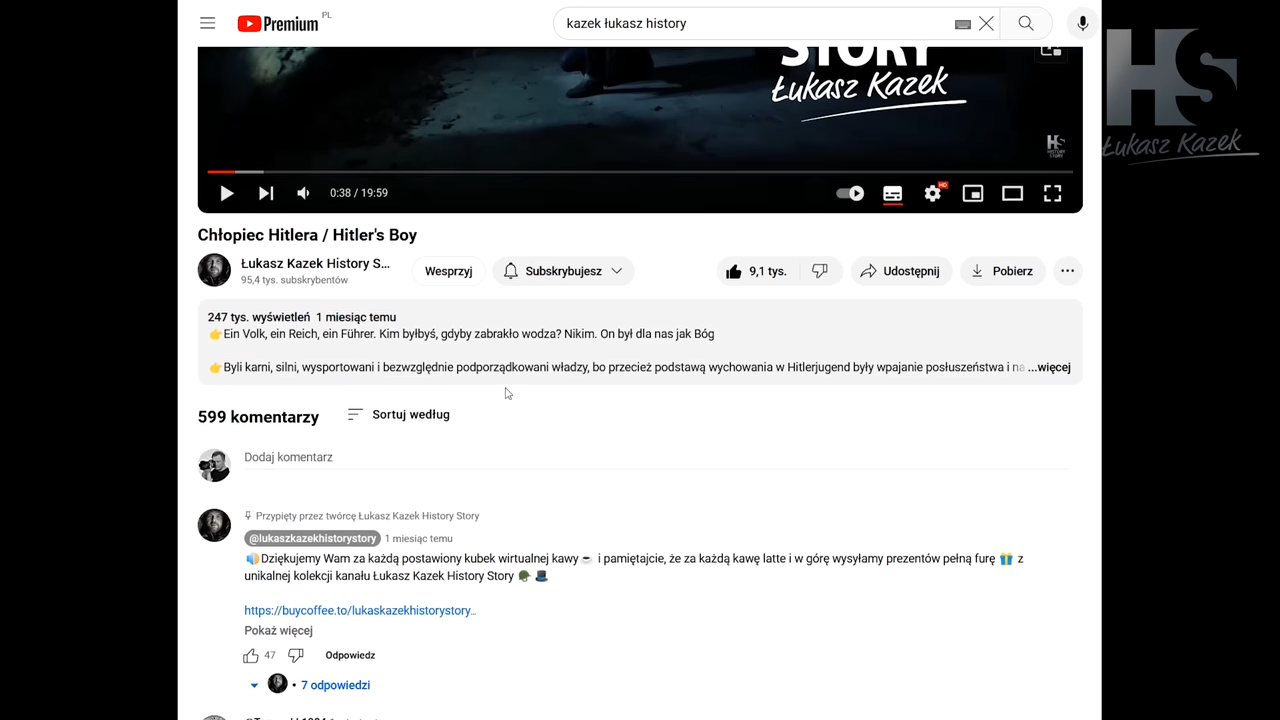 Premium PL
kazek łukasz history
HS
STORY
Łukasz Kazek
Łukasz Kazek
HS
HISTORY
STORY
0:38 / 19:59
HD
Chłopiec Hitlera / Hitler's Boy
Łukasz Kazek History S...
95,4 tys. subskrybentów
Wesprzyj
Subskrybujesz
9,1 tys.
Udostępnij
Pobierz
247 tys. wyświetleń 1 miesiąc temu
👉Ein Volk, ein Reich, ein Führer. Kim byłbyś, gdyby zabrakło wodza? Nikim. On był dla nas jak Bóg
👉Byli karni, silni, wysportowani i bezwzględnie podporządkowani władzy, bo przecież podstawą wychowania w Hitlerjugend były wpajanie posłuszeństwa i na ...więcej
599 komentarzy
Sortuj według
Dodaj komentarz
Przypięty przez twórcę Łukasz Kazek History Story
@lukaszkazekhistorystory 1 miesiąc temu
Dziękujemy Wam za każdą postawiony kubek wirtualnej kawy☕ i pamiętajcie, że za każdą kawę latte i w górę wysyłamy prezentów pełną furę 🎁 z
unikalnej kolekcji kanału Łukasz Kazek History Story 🪖 🎩
https://buycoffee.to/lukaskazekhistorystory...
Pokaż więcej
47
Odpowiedz
• 7 odpowiedzi